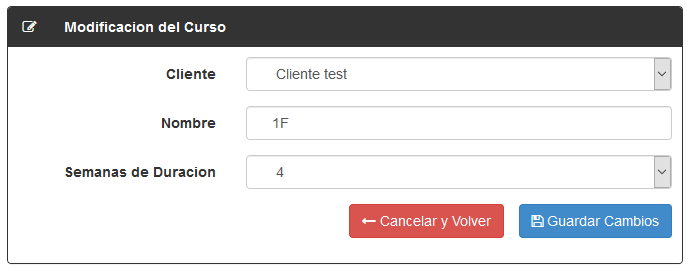 Modificacion del Curso
Cliente Cliente test
Nombre 1F
Semanas de Duracion 4
Cancelar y Volver Guardar Cambios